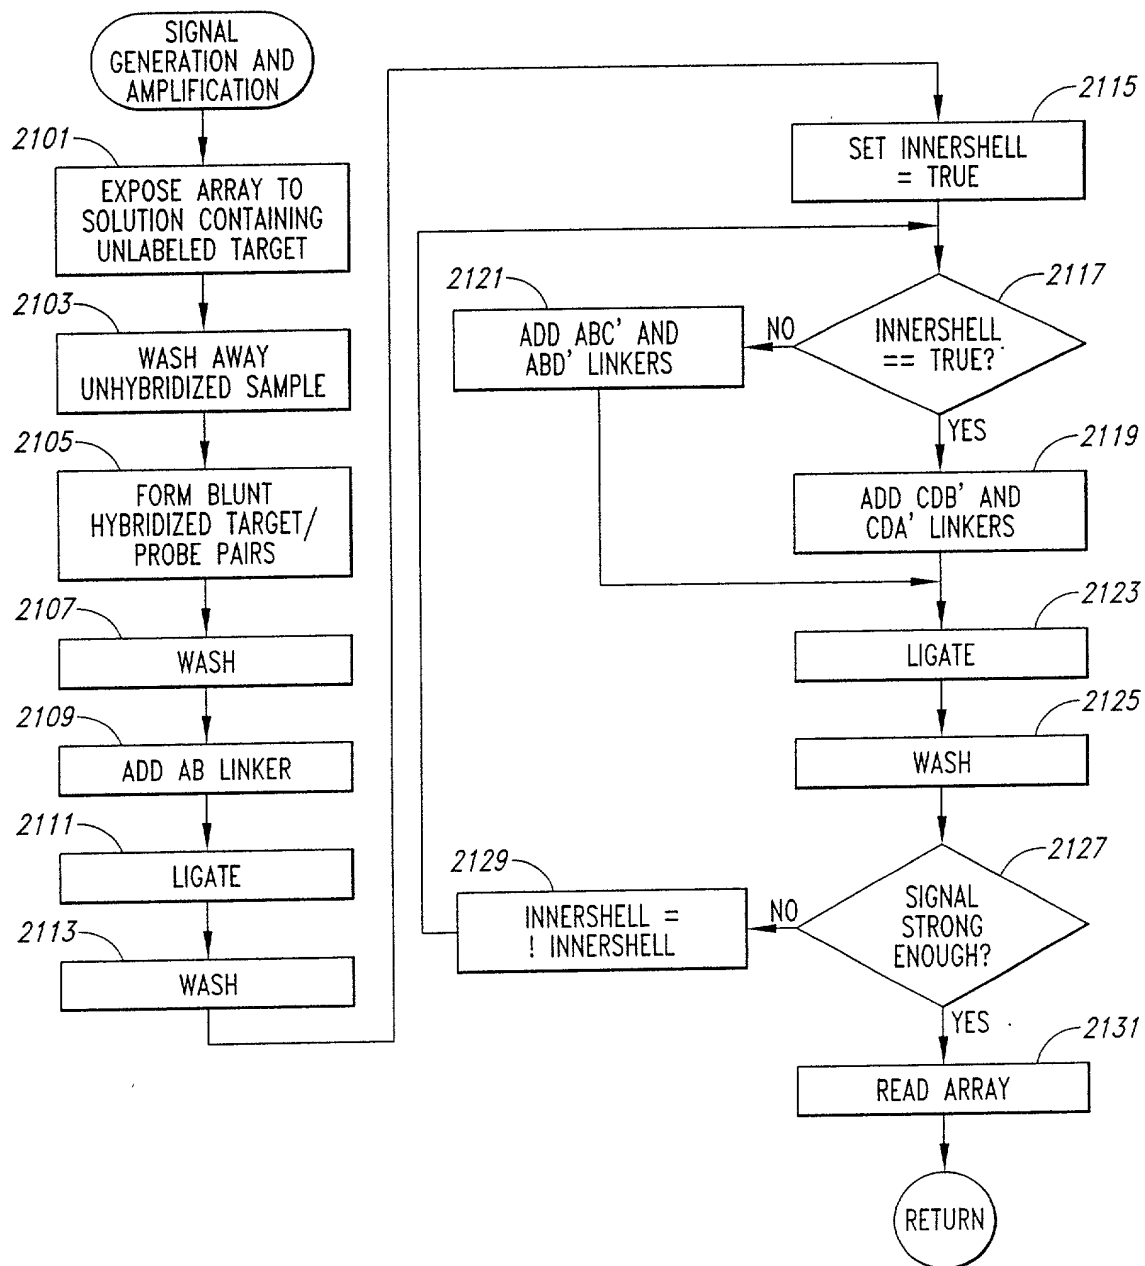 SIGNAL
GENERATION AND
AMPLIFICATION
2101
EXPOSE ARRAY TO
SOLUTION CONTAINING
UNLABELED TARGET
2103
WASH AWAY
UNHYBRIDIZED SAMPLE
2105
FORM BLUNT
HYBRIDIZED TARGET/
PROBE PAIRS
2107
WASH
2109
ADD AB LINKER
2111
LIGATE
2113
WASH
2115
SET INNERSHELL
= TRUE
2117
INNERSHELL
== TRUE?
NO
2121
ADD ABC' AND
ABD' LINKERS
YES
2119
ADD CDB' AND
CDA' LINKERS
2123
LIGATE
2125
WASH
2127
SIGNAL
STRONG
ENOUGH?
NO
2129
INNERSHELL =
! INNERSHELL
YES
2131
READ ARRAY
RETURN